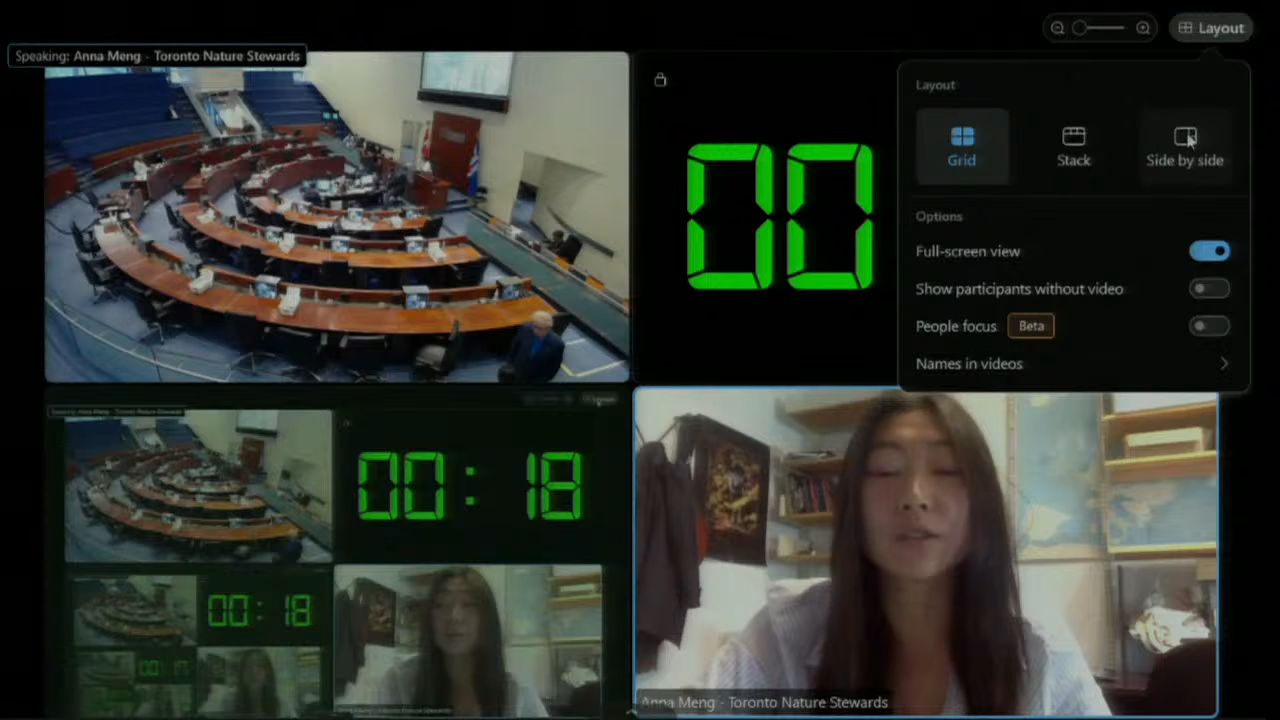 Layout
Speaking: Anna Meng - Toronto Nature Stewards
Layout
Grid
Stack
Side by side
Options
Full-screen view
Show participants without video
People focus
Beta
Names in videos
00
00:18
00:18
Anna Meng - Toronto Nature Stewards